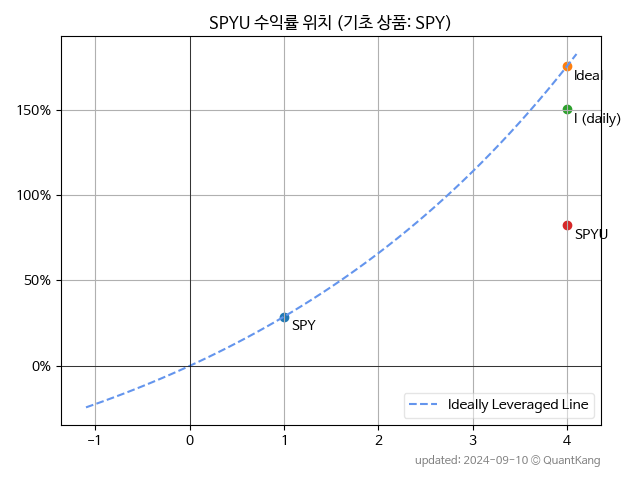 SPYU 수익률 위치 (기초 상품: SPY)
Ideal
150%
I (daily)
100%
SPYU
50%
SPY
0%
Ideally Leveraged Line
−1 0 1 2 3 4
updated: 2024-09-10 © QuantKang